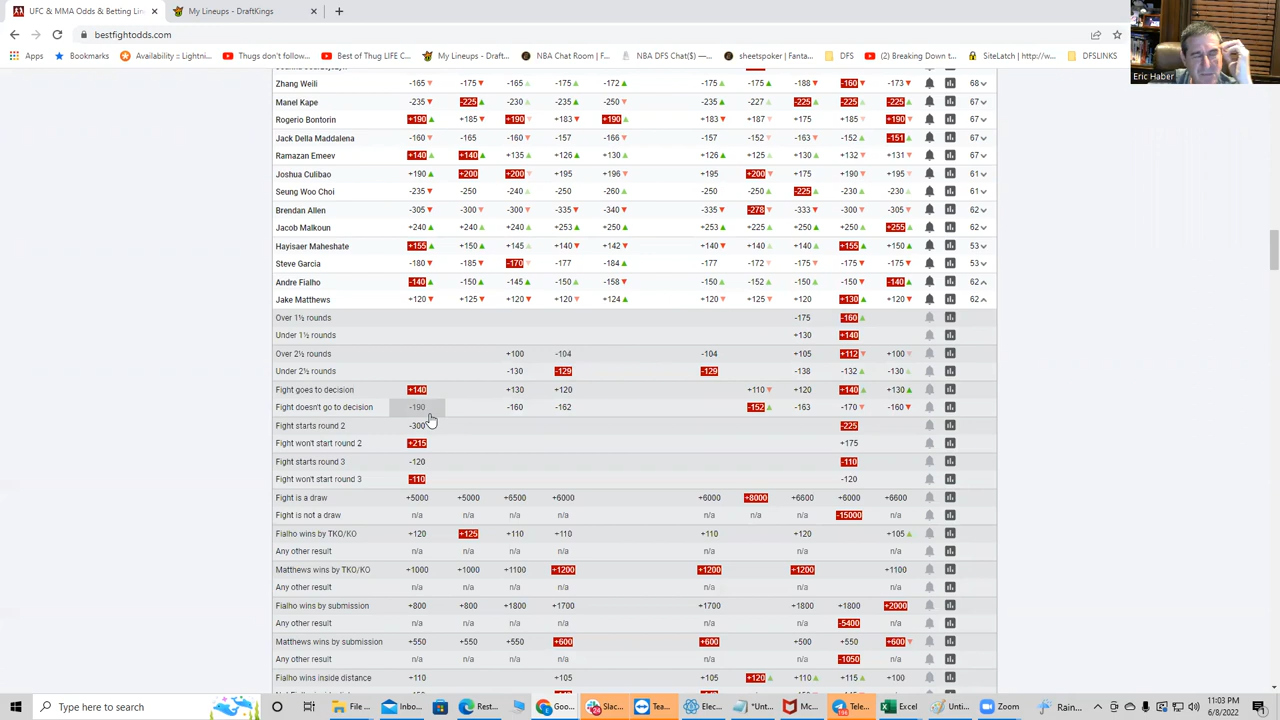 UFC & MMA Odds & Betting Lin × My Lineups - DraftKings × +
bestfightodds.com
Apps Bookmarks Availability :: Lightni... Thugs don't follow... Best of Thug LIFE C... My Lineups - Draf... NBA Chat Room | F... NBA DFS Chat($) —... sheetspoker | Fanta... DFS (2) Breaking Down t... SiteLatch | http://w... DFSLINKS
Eric Haber
Zhang Weili -165 -175 -165 -175 -172 -175 -188 -160 -173 68
Manel Kape -235 -225 -230 -235 -250 -235 -227 -225 -225 -225 67
Rogerio Bontorin +190 +185 +190 +183 +190 +183 +187 +175 +185 +190 67
Jack Della Maddalena -160 -165 -160 -157 -166 -157 -152 -163 -152 -151 67
Ramazan Emeev +140 +140 +135 +126 +130 +126 +125 +130 +132 +131 67
Joshua Culibao +190 +200 +200 +195 +196 +195 +200 +175 +190 +195 61
Seung Woo Choi -235 -250 -240 -250 -260 -250 -250 -225 -230 -230 61
Brendan Allen -305 -300 -300 -335 -340 -335 -278 -333 -300 -305 62
Jacob Malkoun +240 +240 +240 +253 +250 +253 +225 +250 +250 +255 62
Hayisaer Maheshate +155 +150 +145 +140 +142 +140 +140 +140 +155 +150 53
Steve Garcia -180 -185 -170 -177 -184 -177 -172 -175 -175 -175 53
Andre Fialho -140 -150 -145 -150 -158 -150 -152 -150 -150 -140 62
Jake Matthews +120 +125 +120 +120 +124 +120 +125 +120 +130 +120 62
Over 1½ rounds -175 -160
Under 1½ rounds +130 +140
Over 2½ rounds +100 -104 -104 +105 +112 +100
Under 2½ rounds -130 -129 -129 -138 -132 -130
Fight goes to decision +140 +130 +120 +110 +120 +140 +130
Fight doesn't go to decision -190 -160 -162 -152 -163 -170 -160
Fight starts round 2 -300 -225
Fight won't start round 2 +215 +175
Fight starts round 3 -120 -110
Fight won't start round 3 -110 -120
Fight is a draw +5000 +5000 +6500 +6000 +6000 +8000 +6600 +6000 +6600
Fight is not a draw n/a n/a n/a n/a n/a n/a n/a -15000 n/a
Fialho wins by TKO/KO +120 +125 +110 +110 +110 +120 +105
Any other result n/a n/a n/a n/a n/a n/a n/a
Matthews wins by TKO/KO +1000 +1000 +1100 +1200 +1200 +1200 +1100
Any other result n/a n/a n/a n/a n/a n/a n/a
Fialho wins by submission +800 +800 +1800 +1700 +1700 +1800 +1800 +2000
Any other result n/a n/a n/a n/a n/a n/a -5400 n/a
Matthews wins by submission +550 +550 +550 +600 +600 +500 +550 +600
Any other result n/a n/a n/a n/a n/a n/a -1050 n/a
Fialho wins inside distance +110 +105 +105 +120 +110 +115 +100
Type here to search File ... Inbo... Rest... Goo... Slac... Tea... Elec... *Unt... Mc... Tele... Excel Unti... Zoom Rain... 11:03 PM
6/8/2022